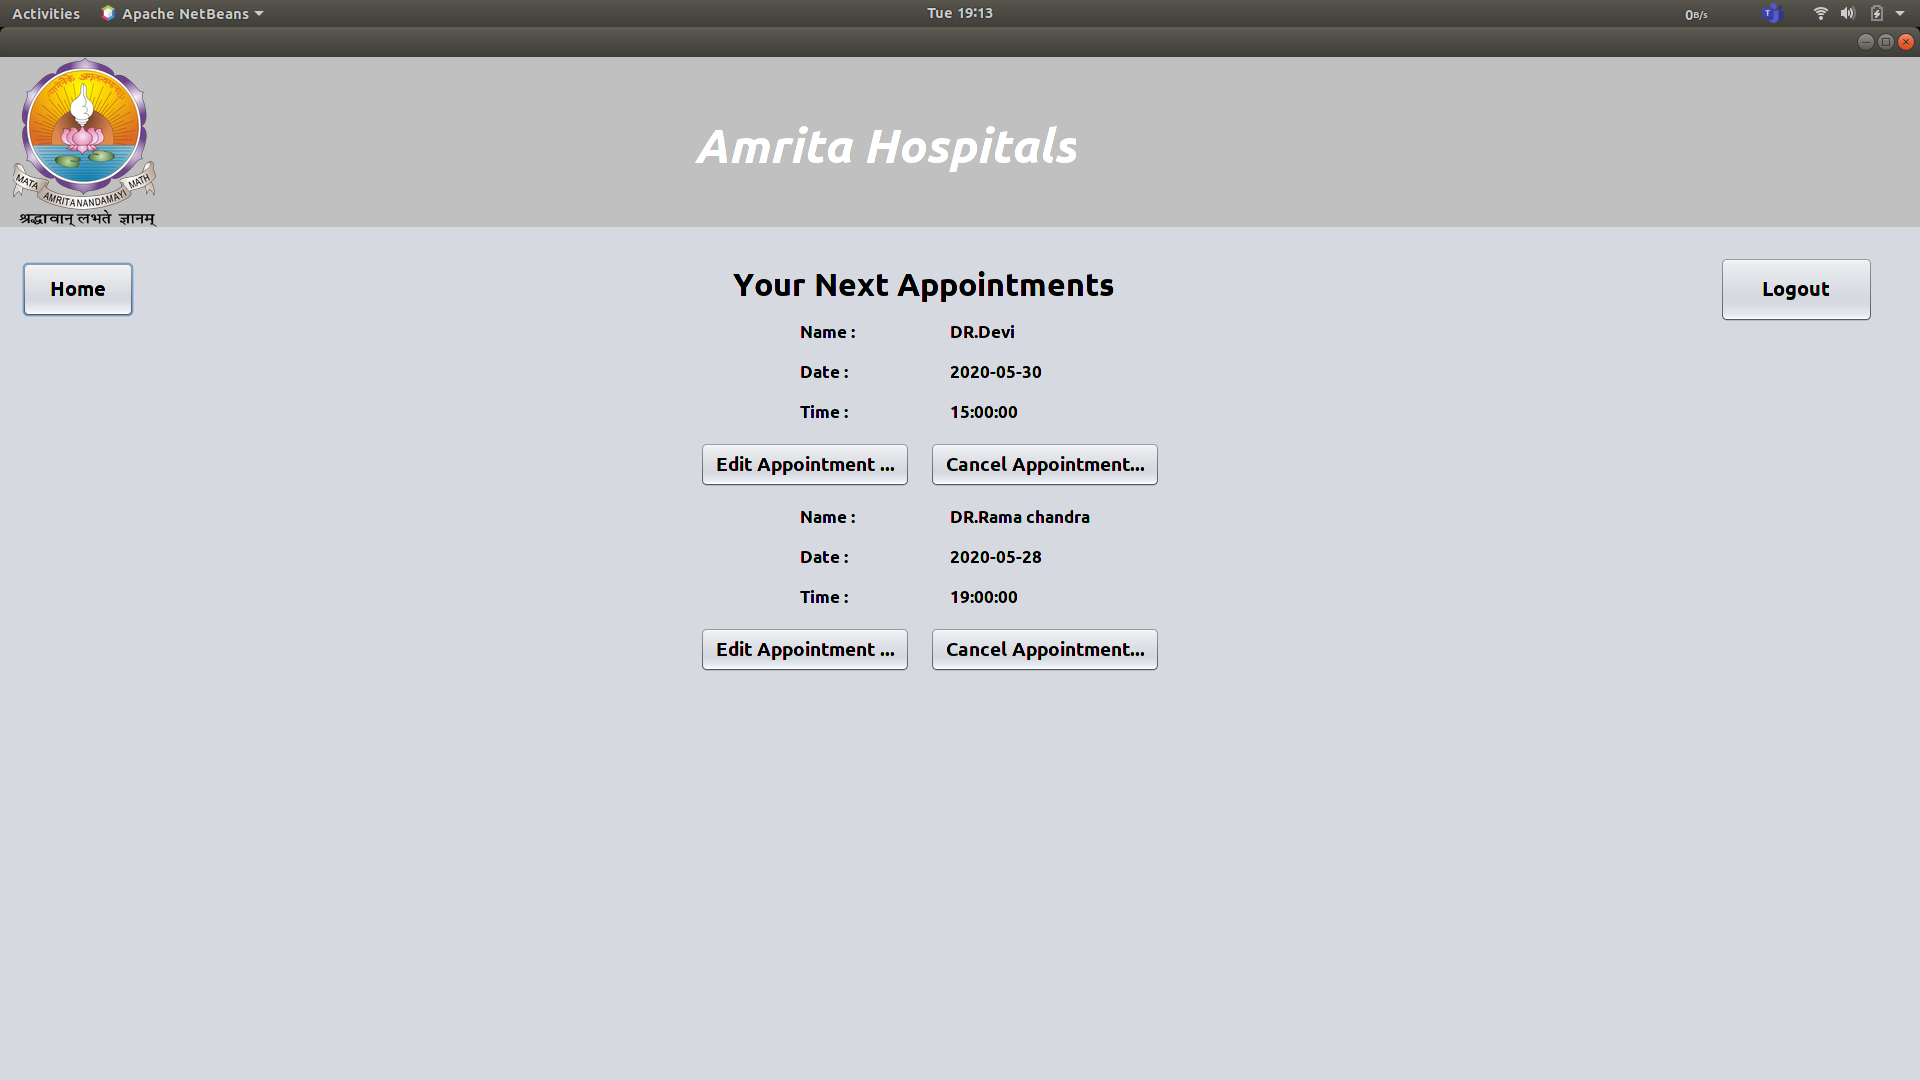 Activities Apache NetBeans Tue 19:13 0B/s
MATA AMRITANANDAMAYI MATH
श्रद्धावान् लभते ज्ञानम्
Amrita Hospitals
Home Your Next Appointments Logout
Name : DR.Devi
Date : 2020-05-30
Time : 15:00:00
Edit Appointment ... Cancel Appointment...
Name : DR.Rama chandra
Date : 2020-05-28
Time : 19:00:00
Edit Appointment ... Cancel Appointment...